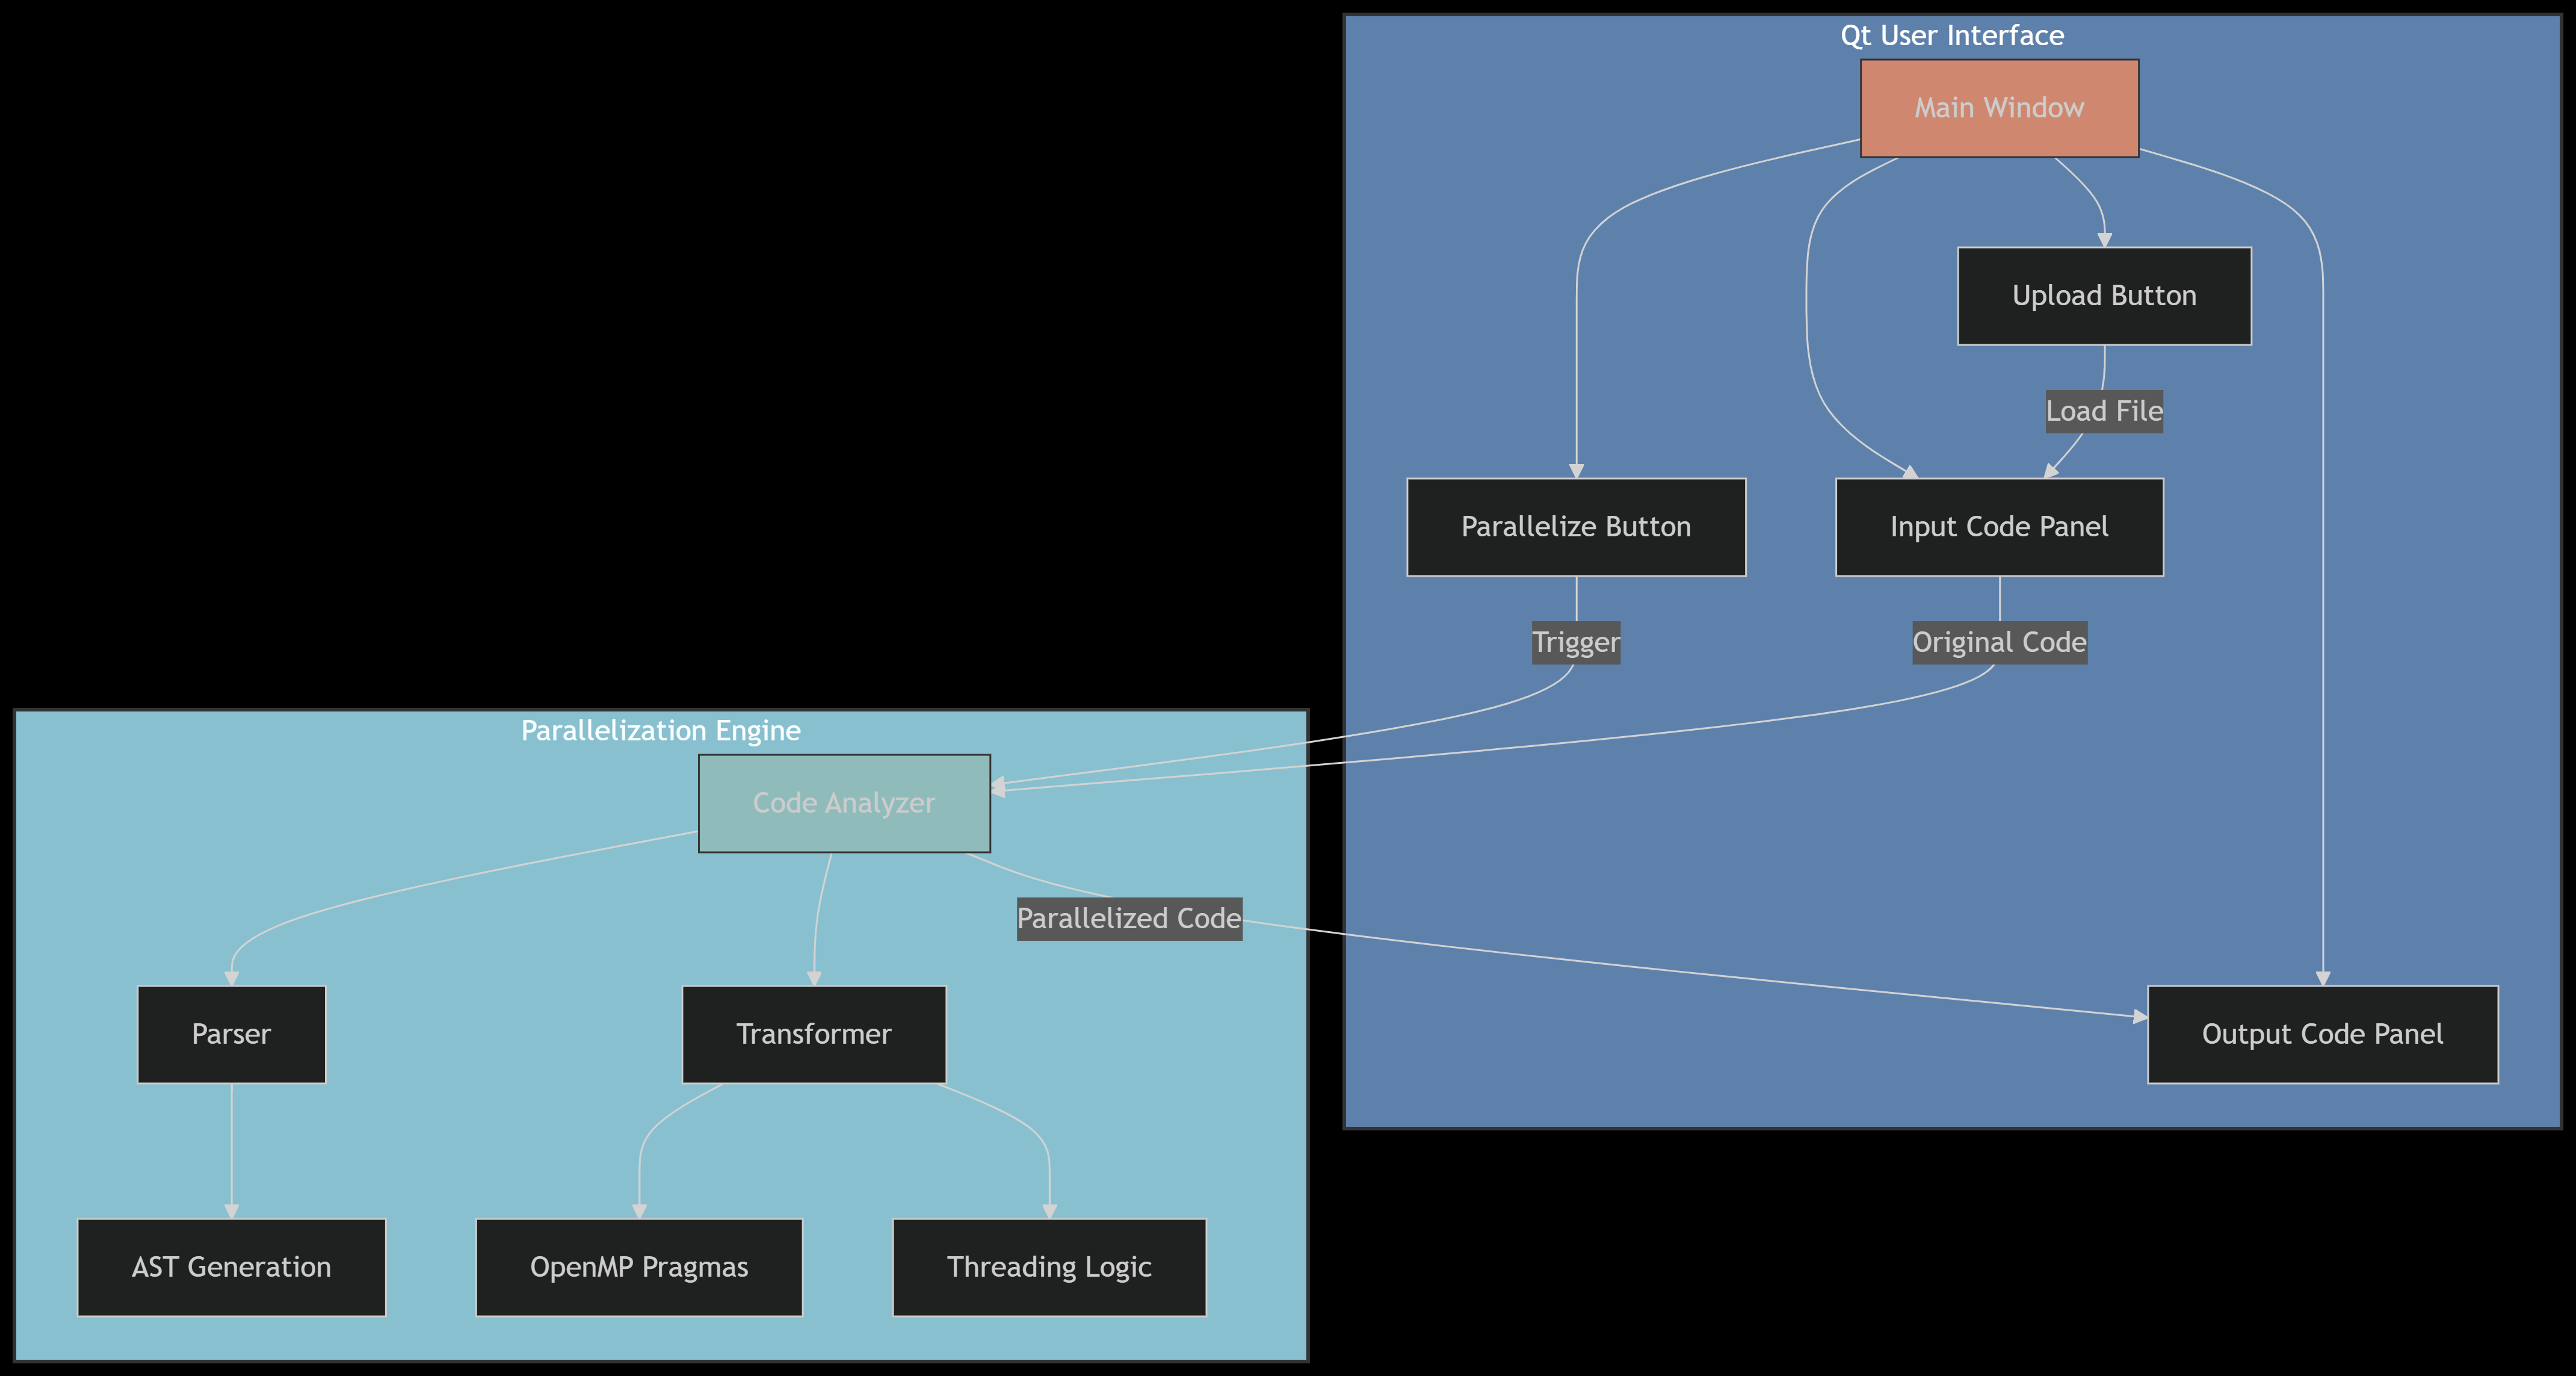 Qt User Interface
Main Window
Upload Button
Load File
Parallelize Button
Input Code Panel
Trigger
Original Code
Parallelization Engine
Code Analyzer
Parallelized Code
Parser
Transformer
Output Code Panel
AST Generation
OpenMP Pragmas
Threading Logic